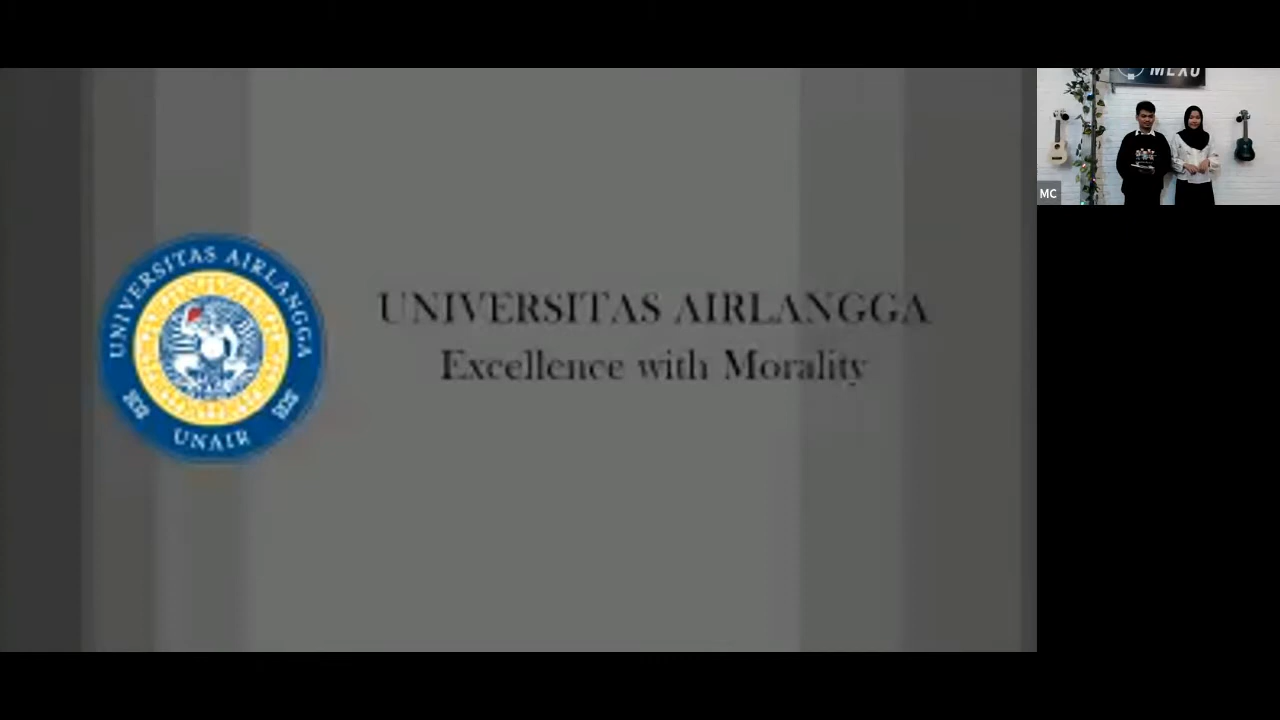 UNIVERSITAS AIRLANGGA
UNAIR
UNIVERSITAS AIRLANGGA
Excellence with Morality
MC